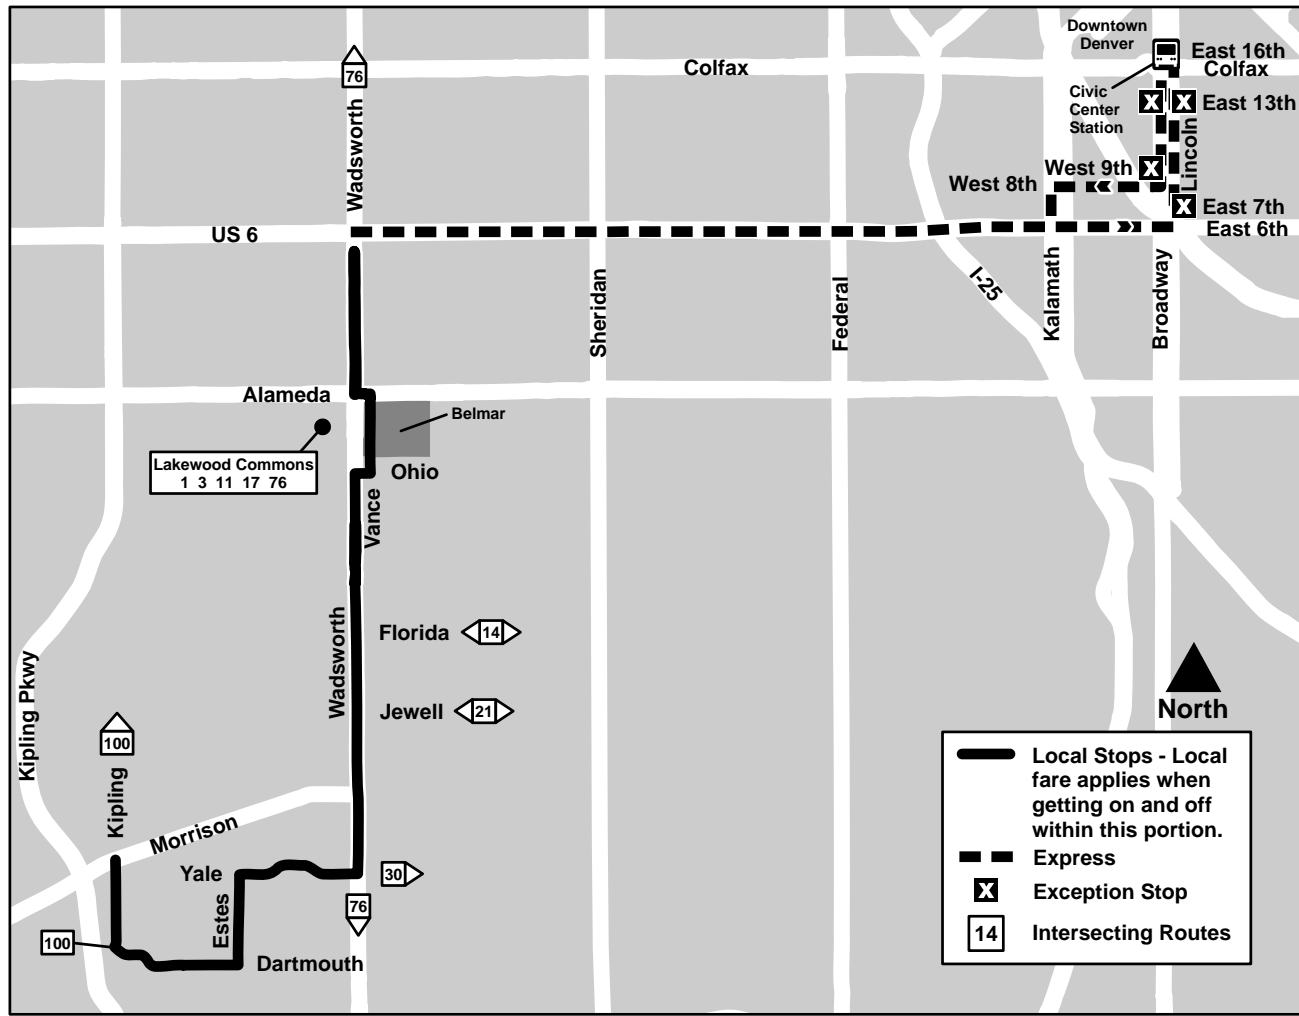 Downtown
Denver
East 16th
Colfax
Colfax
76
Civic
Center
Station
X
X
East 13th
Wadsworth
Lincoln
West 9th
X
West 8th
X
East 7th
US 6
East 6th
Sheridan
Federal
I-25
Kalamath
Broadway
Alameda
Belmar
Lakewood Commons
1 3 11 17 76
Ohio
Vance
Florida
14
Wadsworth
Jewell
21
Kipling Pkwy
100
Kipling
Morrison
North
Yale
30
76
Estes
100
Dartmouth
Local Stops - Local
fare applies when
getting on and off
within this portion.
Express
X
Exception Stop
14
Intersecting Routes